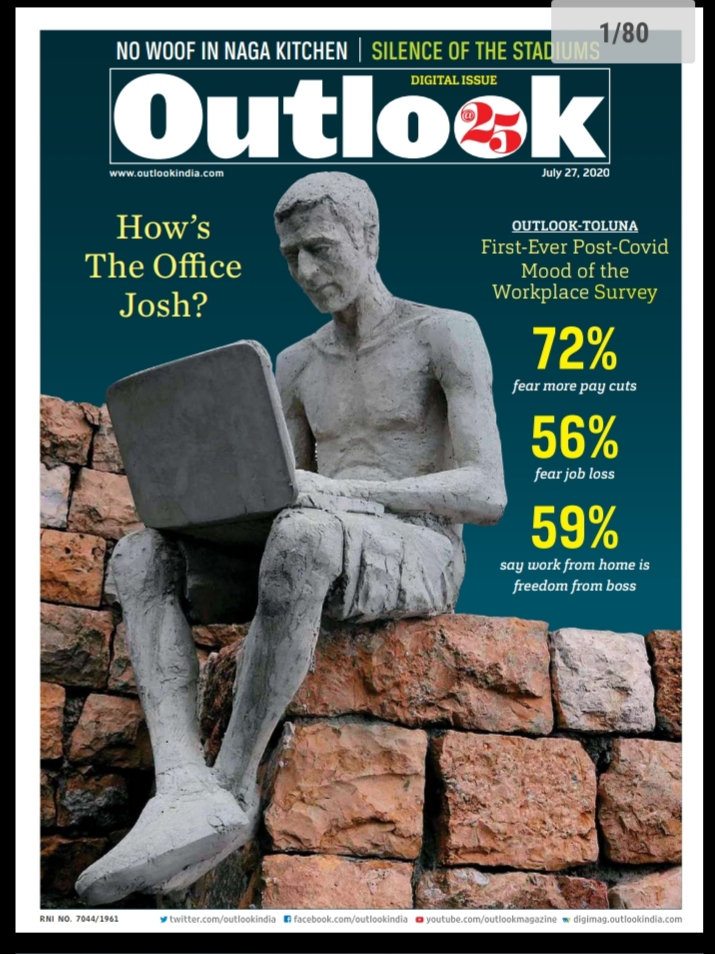 1/80
NO WOOF IN NAGA KITCHEN | SILENCE OF THE STADIUMS
DIGITAL ISSUE
Outlook
@25
www.outlookindia.com
July 27, 2020
How's
The Office
Josh?
OUTLOOK-TOLUNA
First-Ever Post-Covid
Mood of the
Workplace Survey
72%
fear more pay cuts
56%
fear job loss
59%
say work from home is
freedom from boss
RNI NO. 7044/1961
twitter.com/outlookindia facebook.com/outlookindia youtube.com/outlookmagazine digimag.outlookindia.com